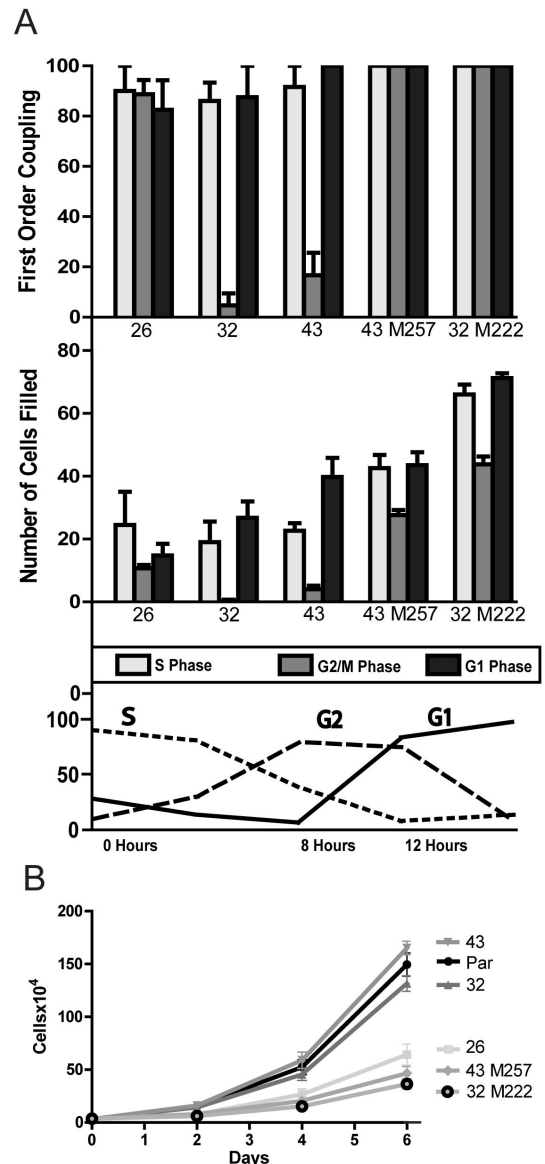 A
First Order Coupling
100
80
60
40
20
0
26 32 43 43 M257 32 M222
Number of Cells Filled
80
60
40
20
0
26 32 43 43 M257 32 M222
S Phase G2/M Phase G1 Phase
0
100
50
0
S G2 G1
0 Hours 8 Hours 12 Hours
B
Cellsx10⁴
200
150
100
50
0
0 1 2 3 4 5 6
Days
43
Par
32
26
43 M257
32 M222